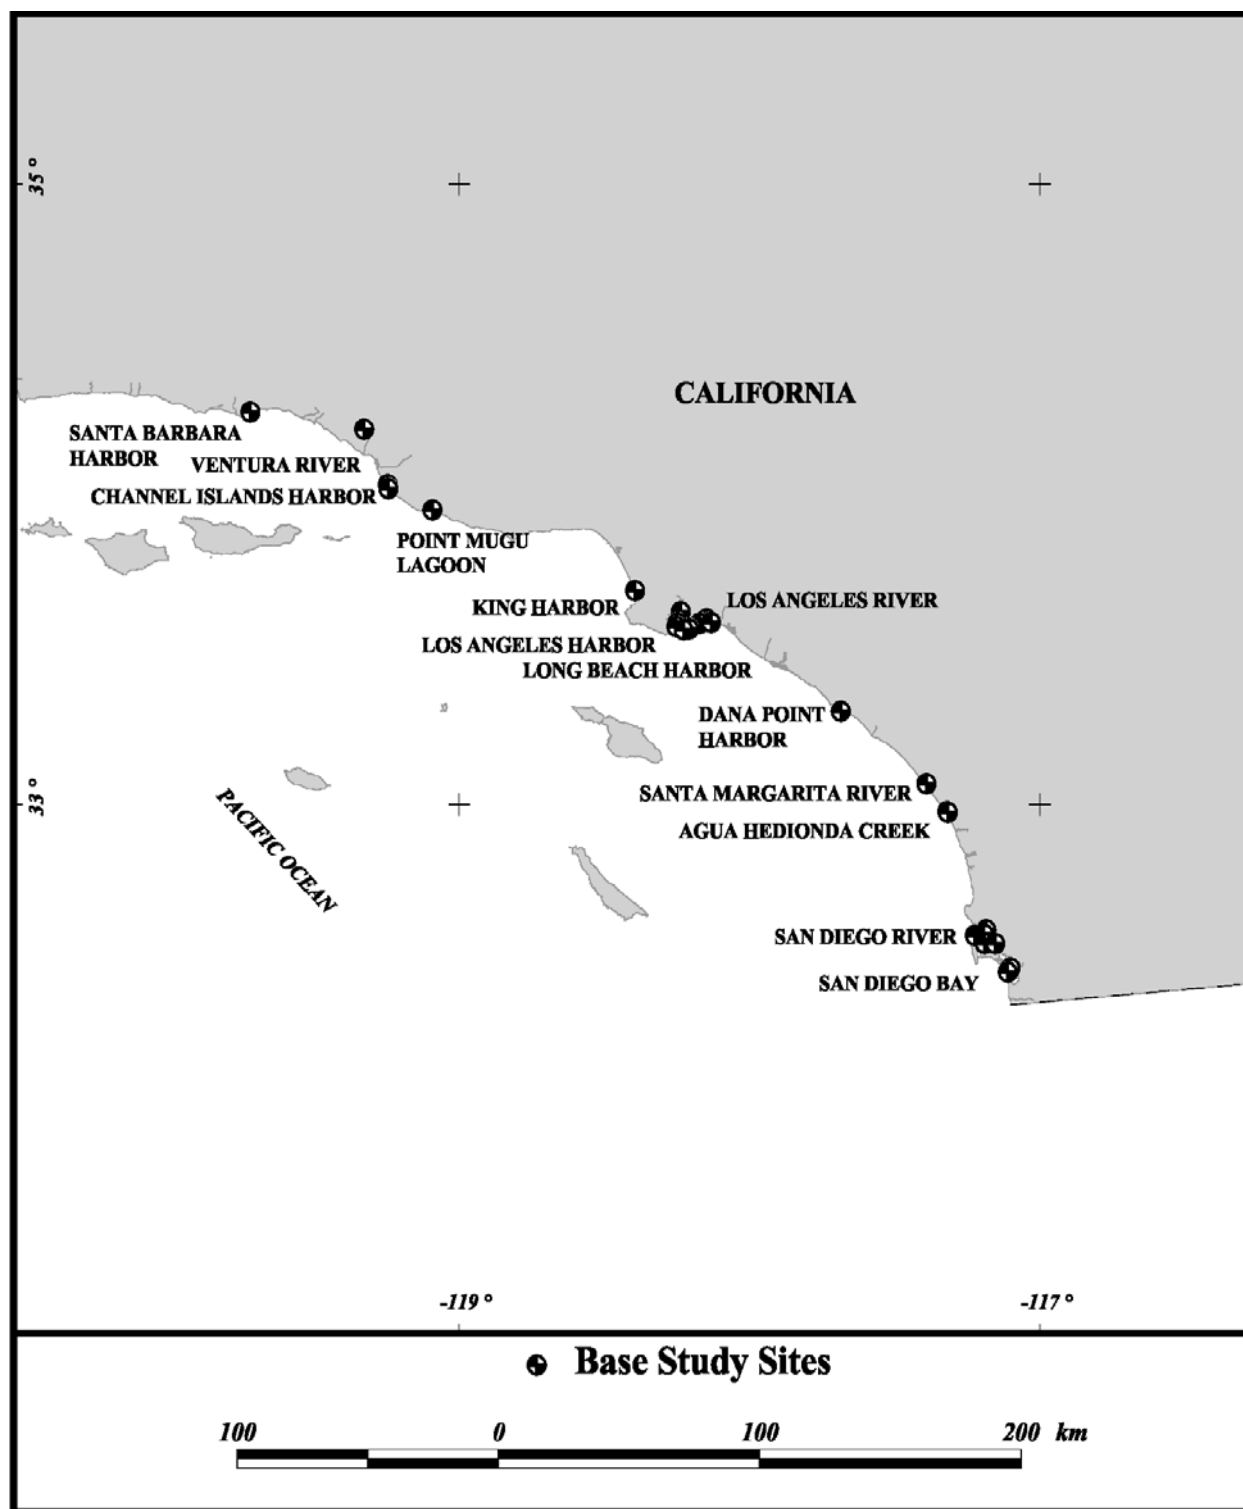 35°
CALIFORNIA
SANTA BARBARA
HARBOR
VENTURA RIVER
CHANNEL ISLANDS HARBOR
POINT MUGU
LAGOON
KING HARBOR
LOS ANGELES RIVER
LOS ANGELES HARBOR
LONG BEACH HARBOR
DANA POINT
HARBOR
SANTA MARGARITA RIVER
33°
AGUA HEDIONDA CREEK
PACIFIC OCEAN
SAN DIEGO RIVER
SAN DIEGO BAY
-119° -117°
Base Study Sites
100 0 100 200 km